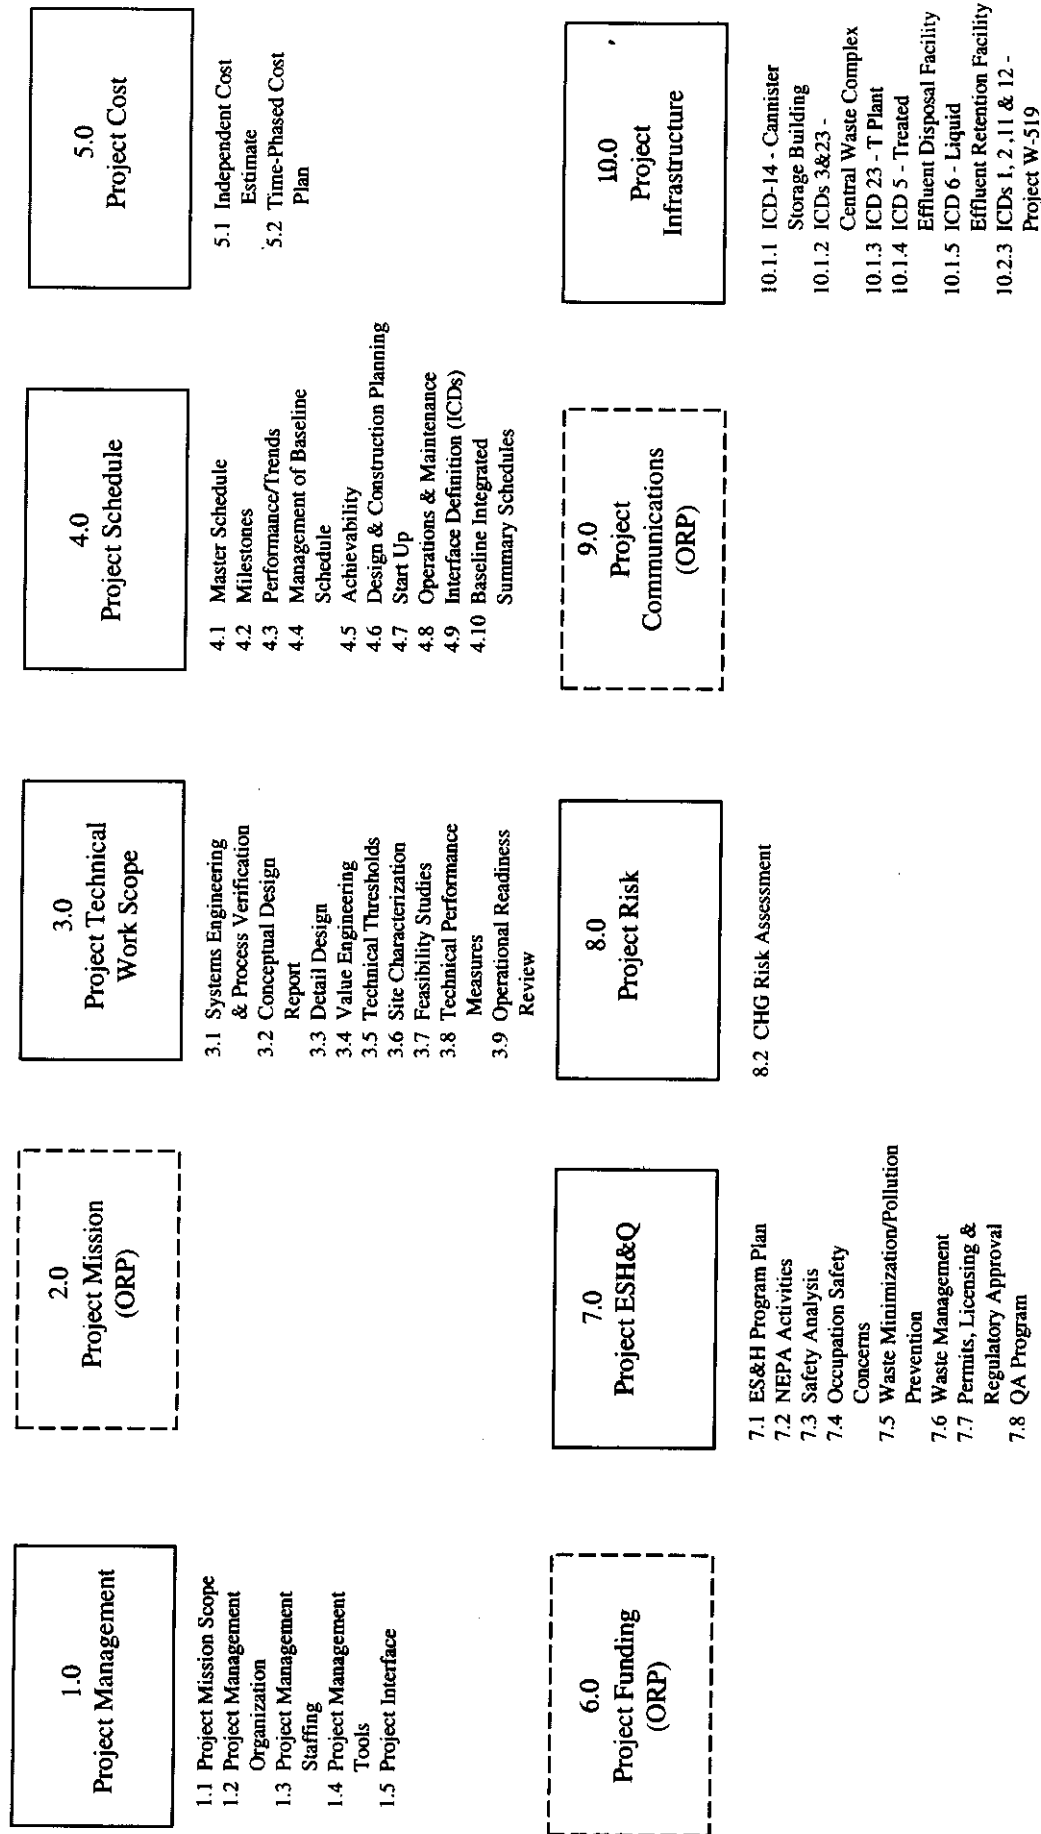 1.0
Project Management
1.1 Project Mission Scope
1.2 Project Management
Organization
1.3 Project Management
Staffing
1.4 Project Management
Tools
1.5 Project Interface
2.0
Project Mission
(ORP)
3.0
Project Technical
Work Scope
3.1 Systems Engineering
& Process Verification
3.2 Conceptual Design
Report
3.3 Detail Design
3.4 Value Engineering
3.5 Technical Thresholds
3.6 Site Characterization
3.7 Feasibility Studies
3.8 Technical Performance
Measures
3.9 Operational Readiness
Review
4.0
Project Schedule
4.1 Master Schedule
4.2 Milestones
4.3 Performance/Trends
4.4 Management of Baseline
Schedule
4.5 Achievability
4.6 Design & Construction Planning
4.7 Start Up
4.8 Operations & Maintenance
4.9 Interface Definition (ICDs)
4.10 Baseline Integrated
Summary Schedules
5.0
Project Cost
5.1 Independent Cost
Estimate
5.2 Time-Phased Cost
Plan
6.0
Project Funding
(ORP)
7.0
Project ESH&Q
7.1 ES&H Program Plan
7.2 NEPA Activities
7.3 Safety Analysis
7.4 Occupation Safety
Concerns
7.5 Waste Minimization/Pollution
Prevention
7.6 Waste Management
7.7 Permits, Licensing &
Regulatory Approval
7.8 QA Program
8.0
Project Risk
8.2 CHG Risk Assessment
9.0
Project
Communications
(ORP)
10.0
Project
Infrastructure
10.1.1 ICD-14 - Cannister
Storage Building
10.1.2 ICDs 3&23 -
Central Waste Complex
10.1.3 ICD 23 - T Plant
10.1.4 ICD 5 - Treated
Effluent Disposal Facility
10.1.5 ICD 6 - Liquid
Effluent Retention Facility
10.2.3 ICDs 1, 2 ,11 & 12 -
Project W-519